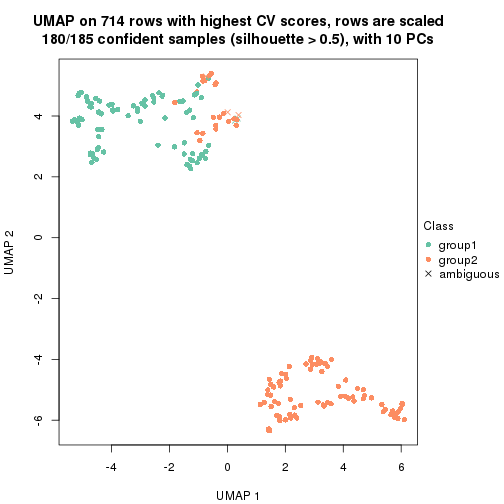 UMAP on 714 rows with highest CV scores, rows are scaled
180/185 confident samples (silhouette > 0.5), with 10 PCs
4
2
0
-2
-4
-6
UMAP 2
-4
-2
0
2
4
6
UMAP 1
Class
group1
group2
ambiguous